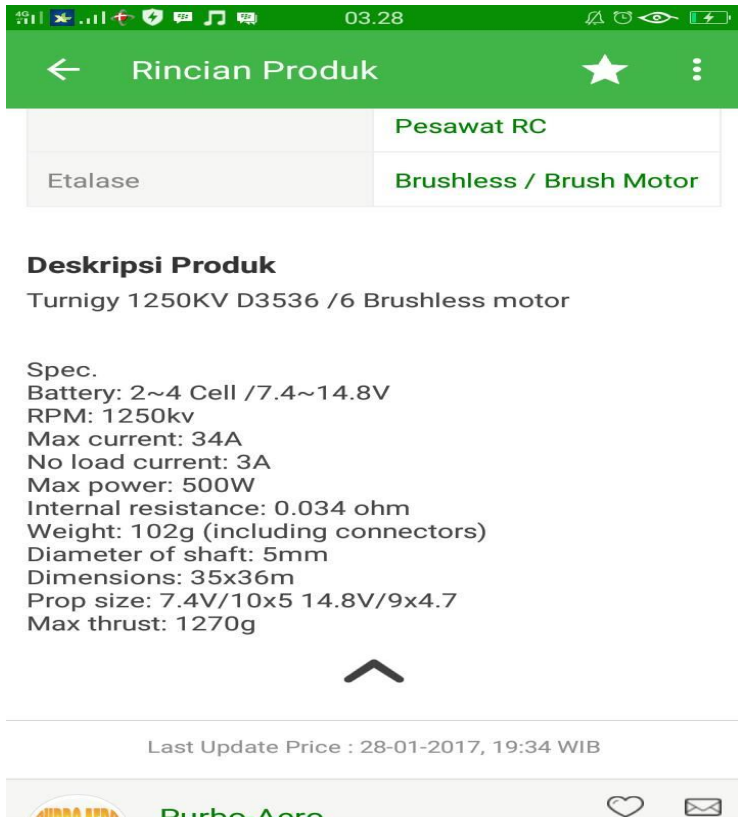 4G
03.28
Rincian Produk
Pesawat RC
Etalase
Brushless / Brush Motor
Deskripsi Produk
Turnigy 1250KV D3536 /6 Brushless motor
Spec.
Battery: 2~4 Cell /7.4~14.8V
RPM: 1250kv
Max current: 34A
No load current: 3A
Max power: 500W
Internal resistance: 0.034 ohm
Weight: 102g (including connectors)
Diameter of shaft: 5mm
Dimensions: 35x36m
Prop size: 7.4V/10x5 14.8V/9x4.7
Max thrust: 1270g
Last Update Price : 28-01-2017, 19:34 WIB